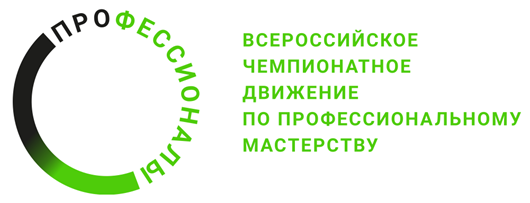 ПРОФЕССИОНАЛЫ
ВСЕРОССИЙСКОЕ
ЧЕМПИОНАТНОЕ
ДВИЖЕНИЕ
ПО ПРОФЕССИОНАЛЬНОМУ
МАСТЕРСТВУ